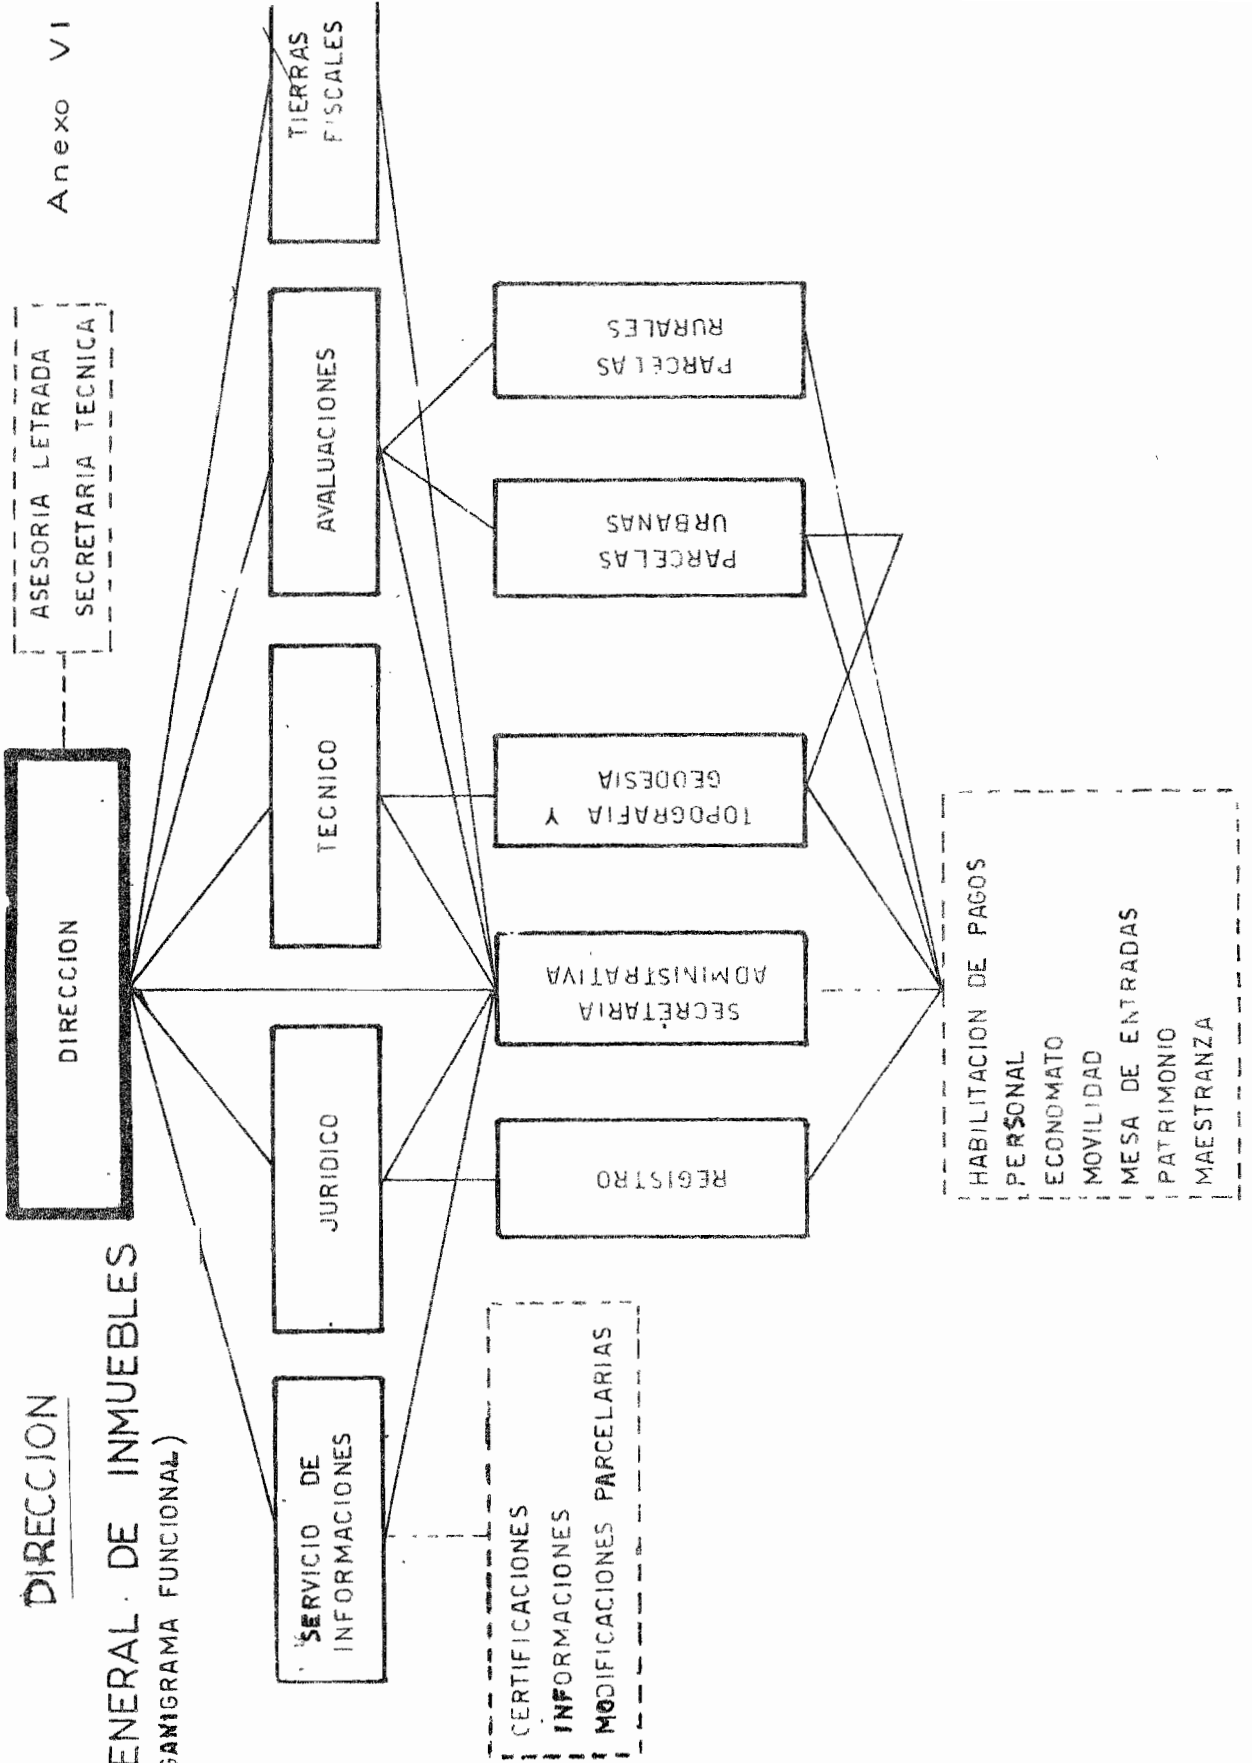 Anexo VI
DIRECCION
ENERAL DE INMUEBLES
GANIGRAMA FUNCIONAL)
DIRECCION
ASESORIA LETRADA
SECRETARIA TECNICA
SERVICIO DE
INFORMACIONES
JURIDICO
TECNICO
AVALUACIONES
TIERRAS
FISCALES
CERTIFICACIONES
INFORMACIONES
MODIFICACIONES PARCELARIAS
REGISTRO
SECRETARIA
ADMINISTRATIVA
TOPOGRAFIA Y
GEODESIA
PARCELAS
URBANAS
PARCELAS
RURALES
HABILITACION DE PAGOS
PERSONAL
ECONOMATO
MOVILIDAD
MESA DE ENTRADAS
PATRIMONIO
MAESTRANZA